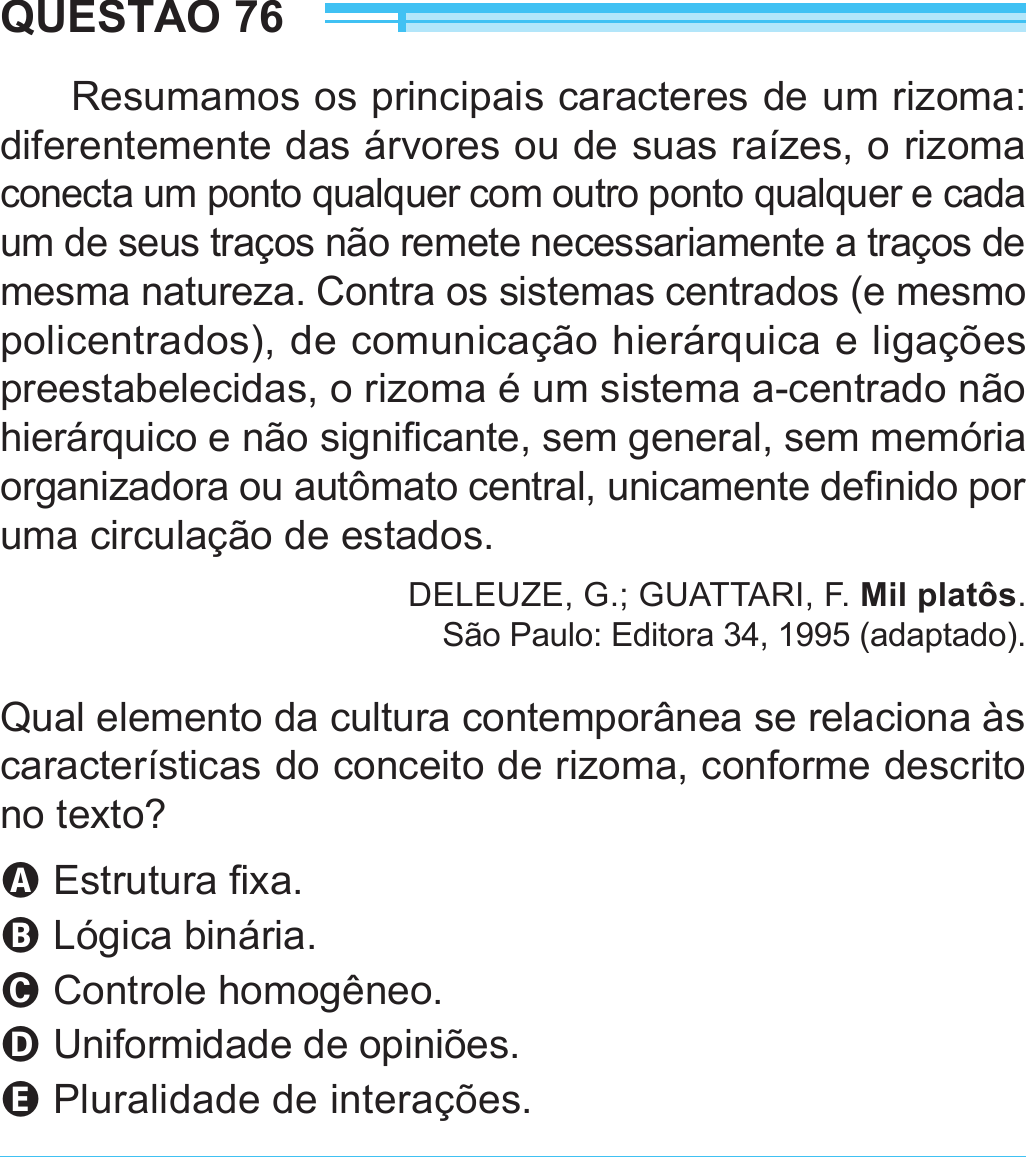 QUESTÃO 76
Resumamos os principais caracteres de um rizoma:
diferentemente das árvores ou de suas raízes, o rizoma
conecta um ponto qualquer com outro ponto qualquer e cada
um de seus traços não remete necessariamente a traços de
mesma natureza. Contra os sistemas centrados (e mesmo
policentrados), de comunicação hierárquica e ligações
preestabelecidas, o rizoma é um sistema a-centrado não
hierárquico e não significante, sem general, sem memória
organizadora ou autômato central, unicamente definido por
uma circulação de estados.
DELEUZE, G.; GUATTARI, F. Mil platôs.
São Paulo: Editora 34, 1995 (adaptado).
Qual elemento da cultura contemporânea se relaciona às
características do conceito de rizoma, conforme descrito
no texto?
A Estrutura fixa.
B Lógica binária.
C Controle homogêneo.
D Uniformidade de opiniões.
E Pluralidade de interações.